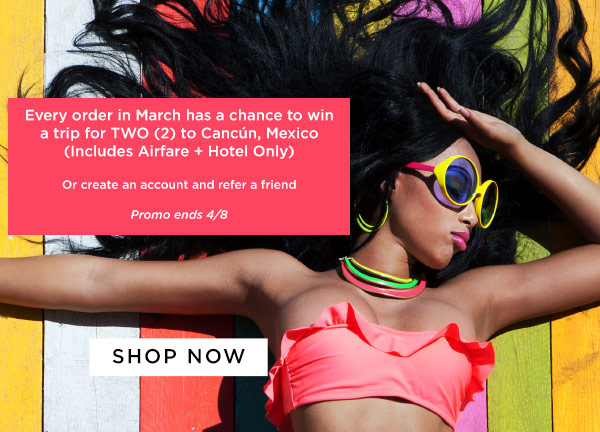 Every order in March has a chance to win
a trip for TWO (2) to Cancún, Mexico
(Includes Airfare + Hotel Only)
Or create an account and refer a friend
Promo ends 4/8
SHOP NOW